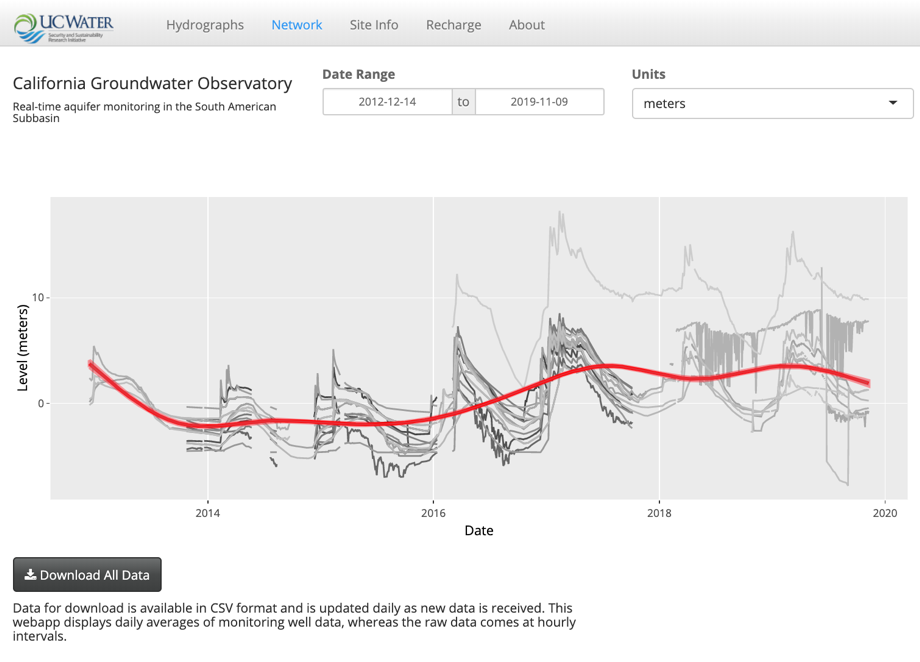 UC WATER
Security and Sustainability
Research Initiative
Hydrographs
Network
Site Info
Recharge
About
California Groundwater Observatory
Real-time aquifer monitoring in the South American
Subbasin
Date Range
2012-12-14 to 2019-11-09
Units
meters
Level (meters)
10
0
2014
2016
2018
2020
Date
Download All Data
Data for download is available in CSV format and is updated daily as new data is received. This
webapp displays daily averages of monitoring well data, whereas the raw data comes at hourly
intervals.